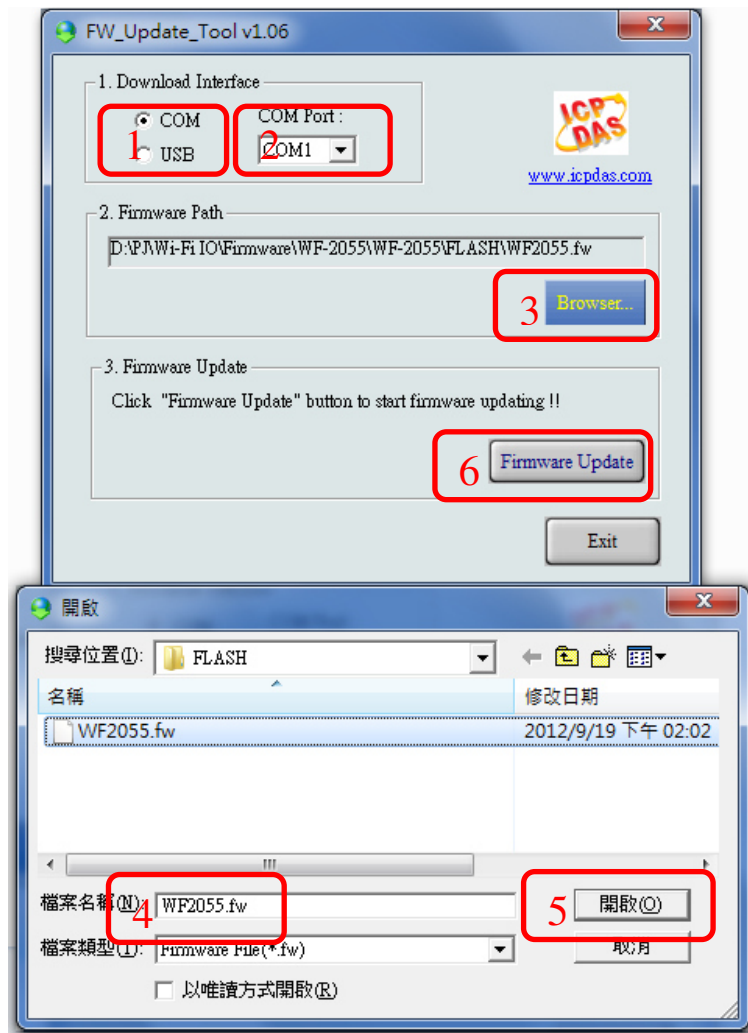 FW_Update_Tool v1.06
1. Download Interface
COM
USB
1
COM Port :
COM1
2
ICP DAS
www.icpdas.com
2. Firmware Path
D:\PJ\Wi-Fi IO\Firmware\WF-2055\WF-2055\FLASH\WF2055.fw
3
Browser...
3. Firmware Update
Click "Firmware Update" button to start firmware updating !!
6
Firmware Update
Exit
開啟
搜尋位置(I):
FLASH
名稱
修改日期
WF2055.fw
2012/9/19 下午 02:02
檔案名稱(N):
4
WF2055.fw
5
開啟(O)
檔案類型(T):
Firmware File(*.fw)
取消
以唯讀方式開啟(R)